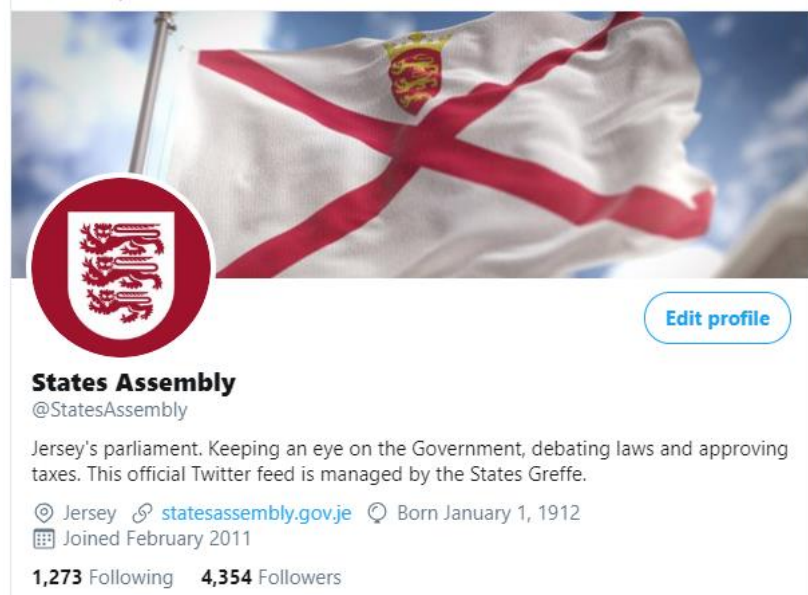 Edit profile
States Assembly
@StatesAssembly
Jersey's parliament. Keeping an eye on the Government, debating laws and approving
taxes. This official Twitter feed is managed by the States Greffe.
Jersey statesassembly.gov.je Born January 1, 1912
Joined February 2011
1,273 Following 4,354 Followers